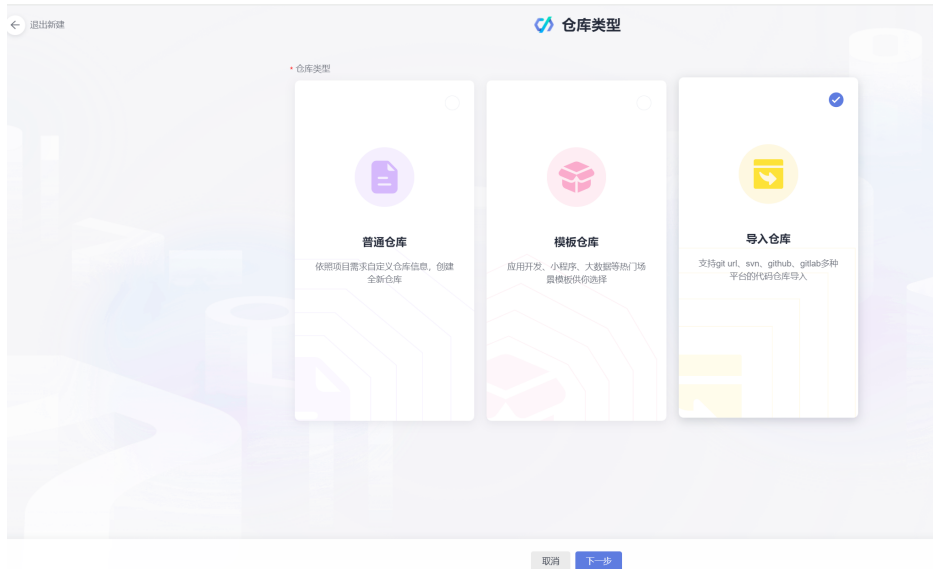 退出新建
仓库类型
* 仓库类型
普通仓库
依照项目需求自定义仓库信息，创建
全新仓库
模板仓库
应用开发、小程序、大数据等热门场
景模板供你选择
导入仓库
支持git url、svn、github、gitlab多种
平台的代码仓库导入
取消
下一步